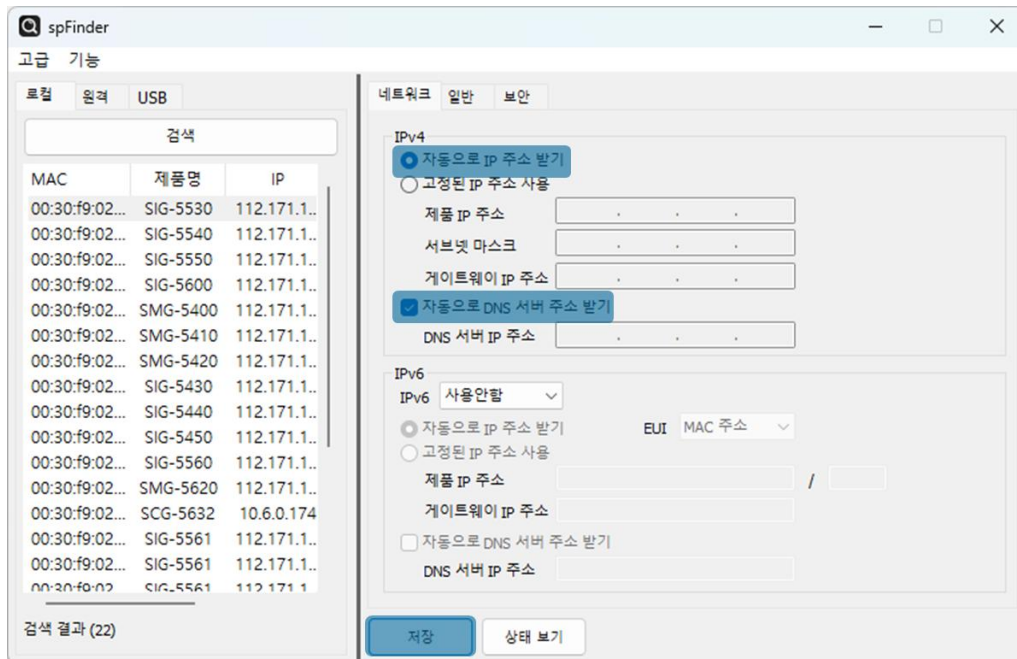 spFinder
고급 기능
로컬 원격 USB
검색
MAC 제품명 IP
00:30:f9:02... SIG-5530 112.171.1..
00:30:f9:02... SIG-5540 112.171.1..
00:30:f9:02... SIG-5550 112.171.1..
00:30:f9:02... SIG-5600 112.171.1..
00:30:f9:02... SMG-5400 112.171.1..
00:30:f9:02... SMG-5410 112.171.1..
00:30:f9:02... SMG-5420 112.171.1..
00:30:f9:02... SIG-5430 112.171.1..
00:30:f9:02... SIG-5440 112.171.1..
00:30:f9:02... SIG-5450 112.171.1..
00:30:f9:02... SIG-5560 112.171.1..
00:30:f9:02... SMG-5620 112.171.1..
00:30:f9:02... SCG-5632 10.6.0.174
00:30:f9:02... SIG-5561 112.171.1..
00:30:f9:02... SIG-5561 112.171.1..
00:30:f9:02 SIG-5561 112.171.1
검색 결과 (22)
네트워크 일반 보안
IPv4
자동으로 IP 주소 받기
고정된 IP 주소 사용
제품 IP 주소 . . .
서브넷 마스크 . . .
게이트웨이 IP 주소 . . .
자동으로 DNS 서버 주소 받기
DNS 서버 IP 주소 . . .
IPv6
IPv6 사용안함
자동으로 IP 주소 받기 EUI MAC 주소
고정된 IP 주소 사용
제품 IP 주소 /
게이트웨이 IP 주소
자동으로 DNS 서버 주소 받기
DNS 서버 IP 주소
저장 상태 보기